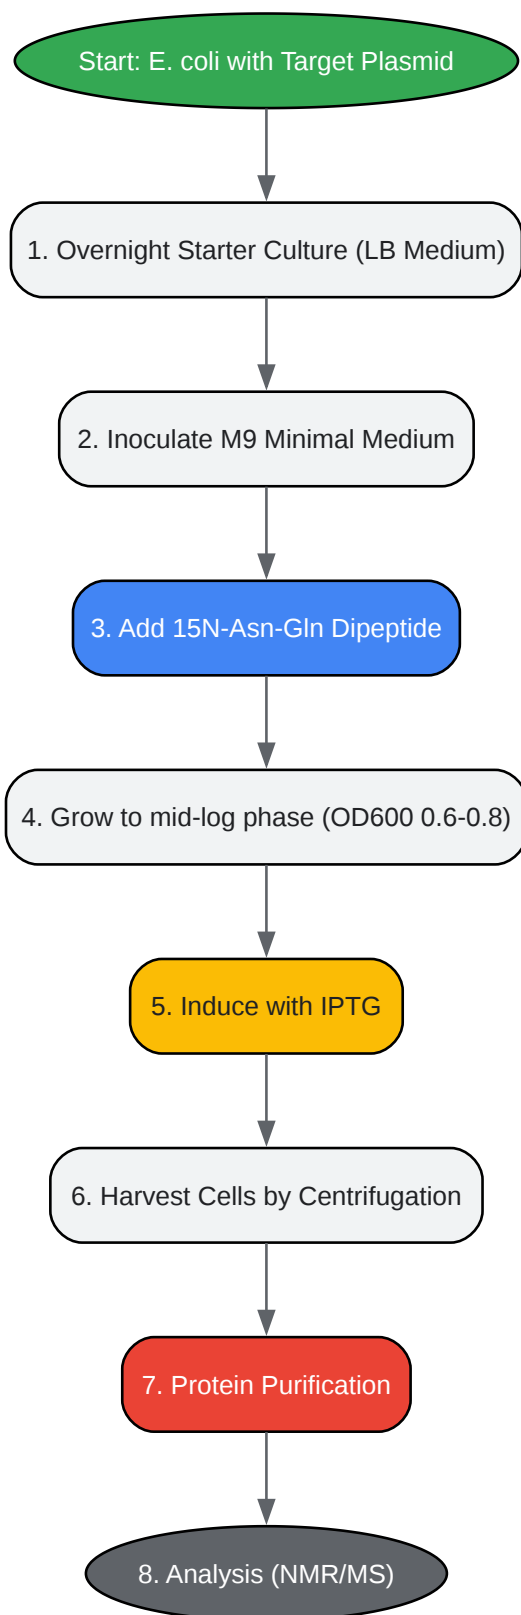 Start: E. coli with Target Plasmid
1. Overnight Starter Culture (LB Medium)
2. Inoculate M9 Minimal Medium
3. Add 15N-Asn-Gln Dipeptide
4. Grow to mid-log phase (OD600 0.6-0.8)
5. Induce with IPTG
6. Harvest Cells by Centrifugation
7. Protein Purification
8. Analysis (NMR/MS)